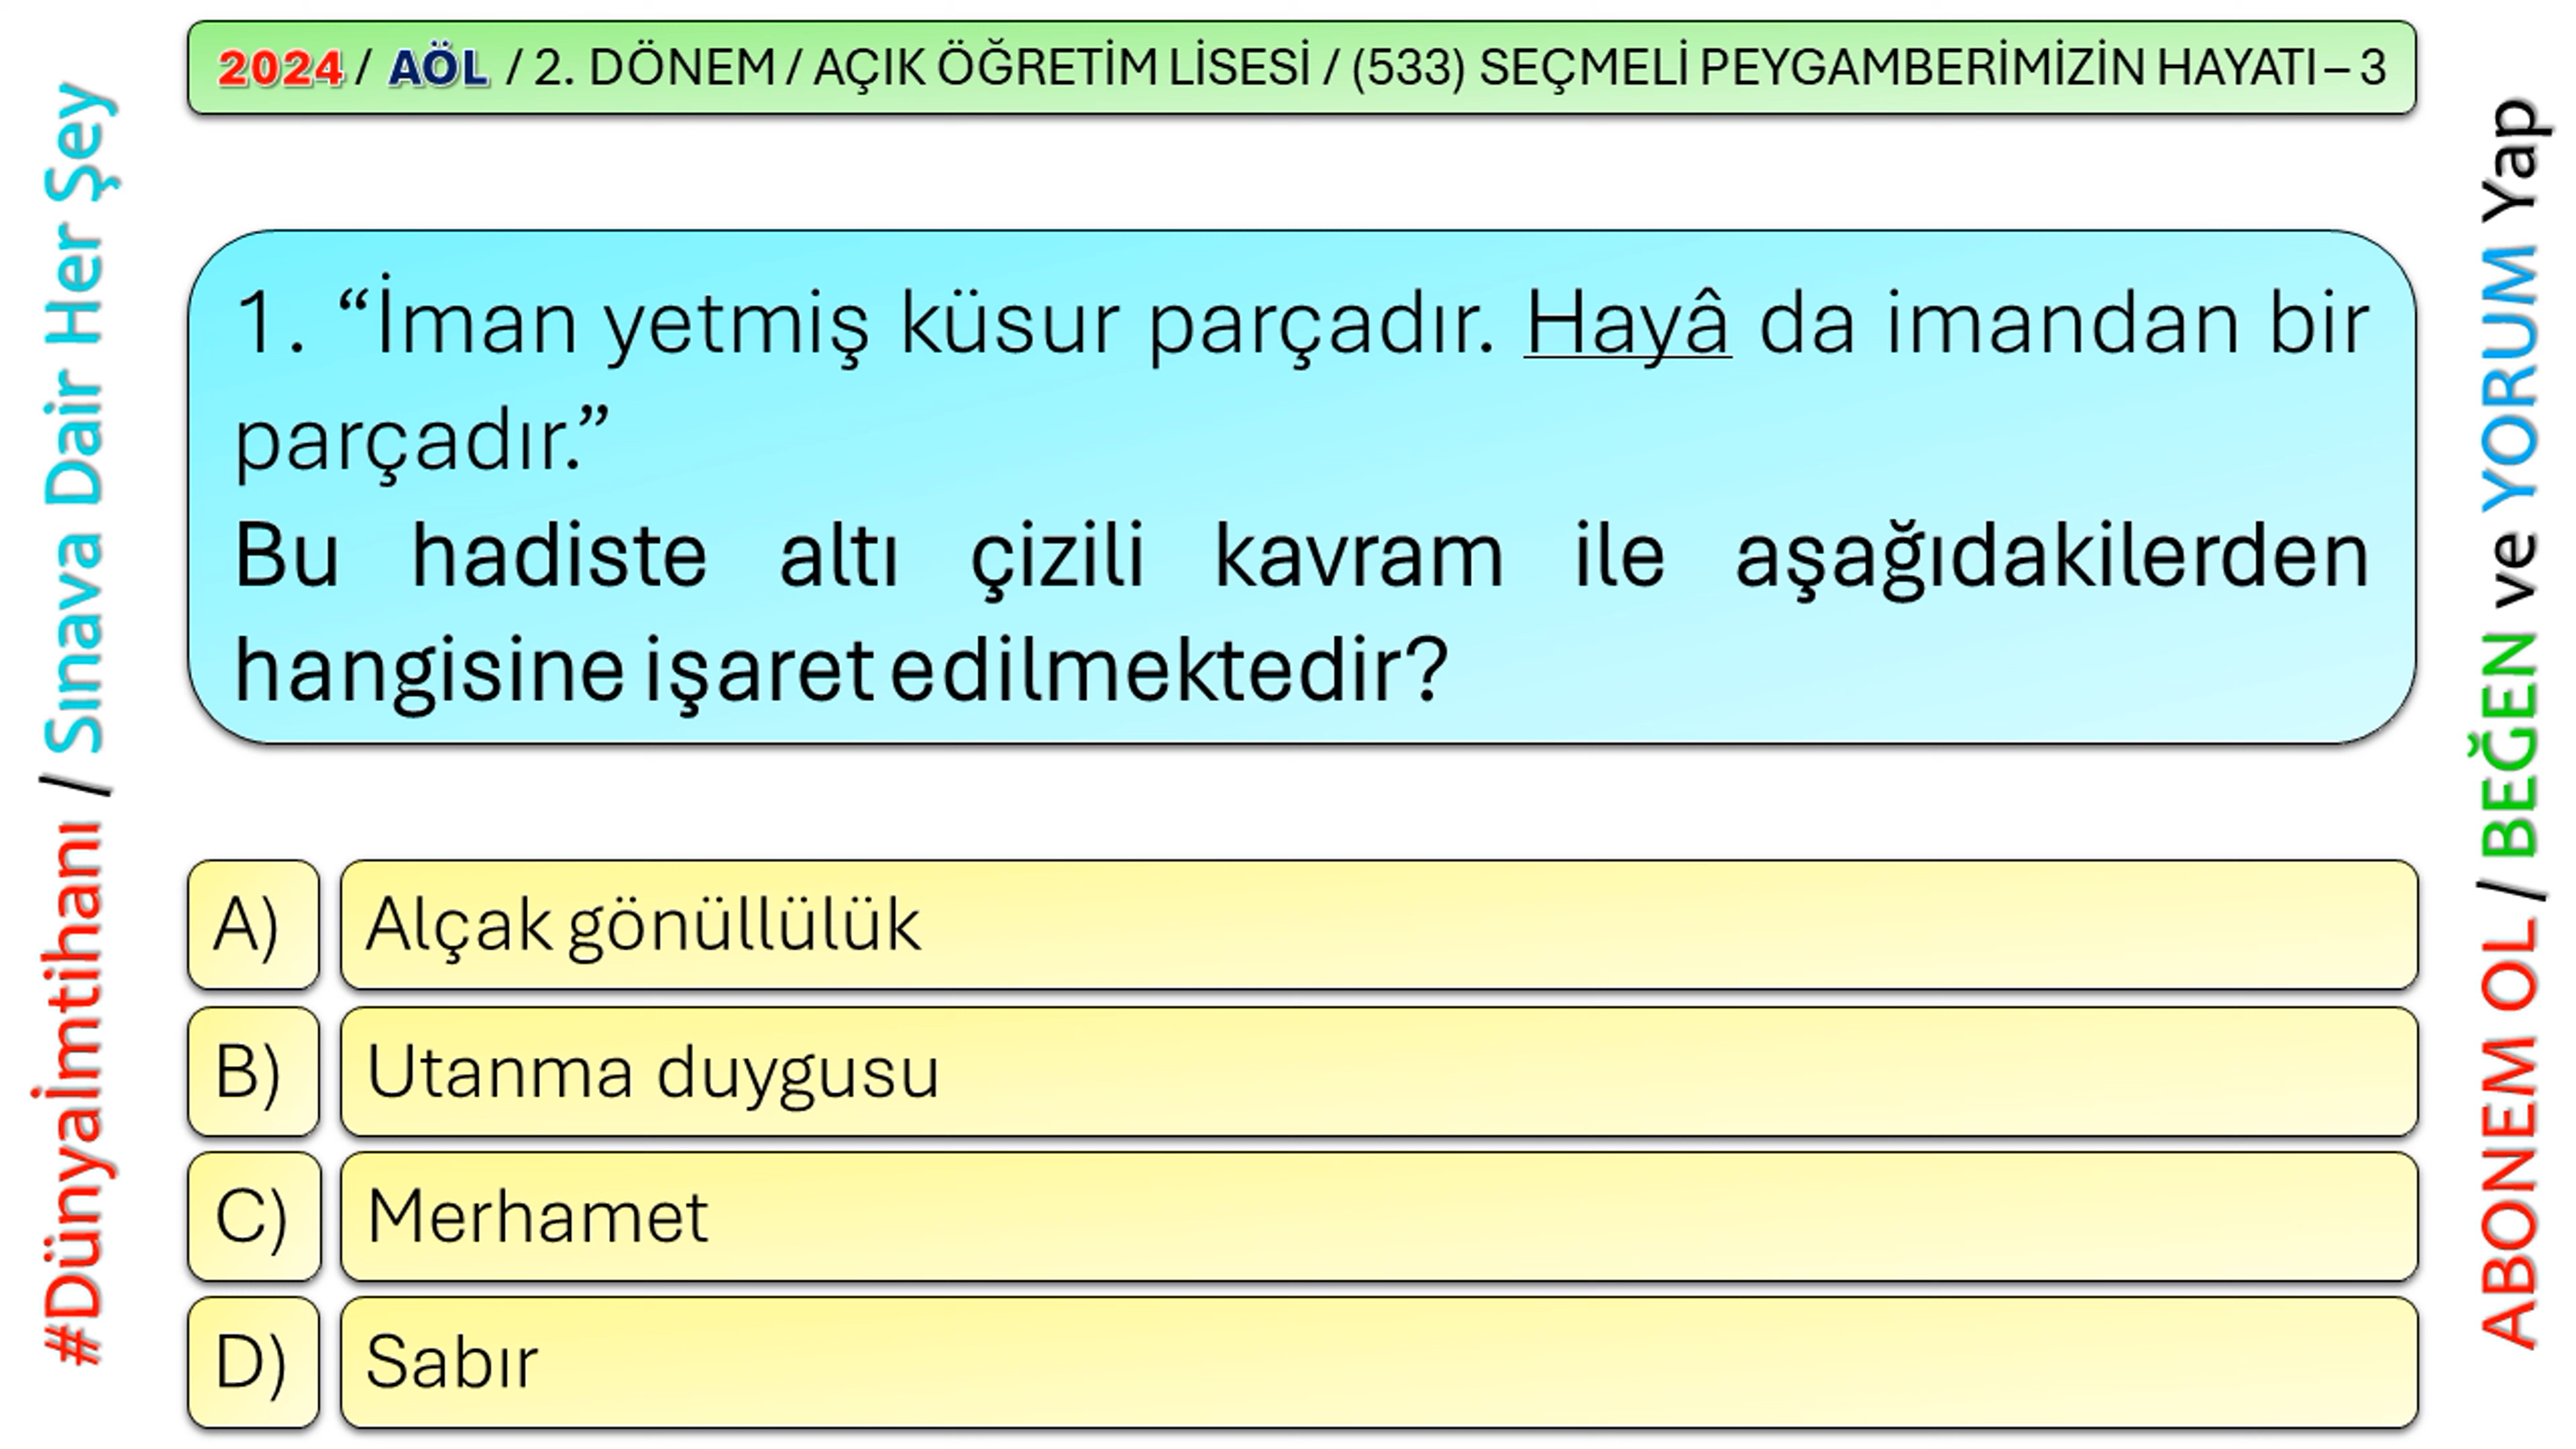 2024 / AÖL / 2. DÖNEM / AÇIK ÖĞRETİM LİSESİ / (533) SEÇMELİ PEYGAMBERİMİZİN HAYATI – 3
#Dünyaİmtihanı / Sınava Dair Her Şey
1. “İman yetmiş küsur parçadır. Hayâ da imandan bir
parçadır.”
Bu hadiste altı çizili kavram ile aşağıdakilerden
hangisine işaret edilmektedir?
A) Alçak gönüllülük
B) Utanma duygusu
C) Merhamet
D) Sabır
ABONEM OL / BEĞEN ve YORUM Yap